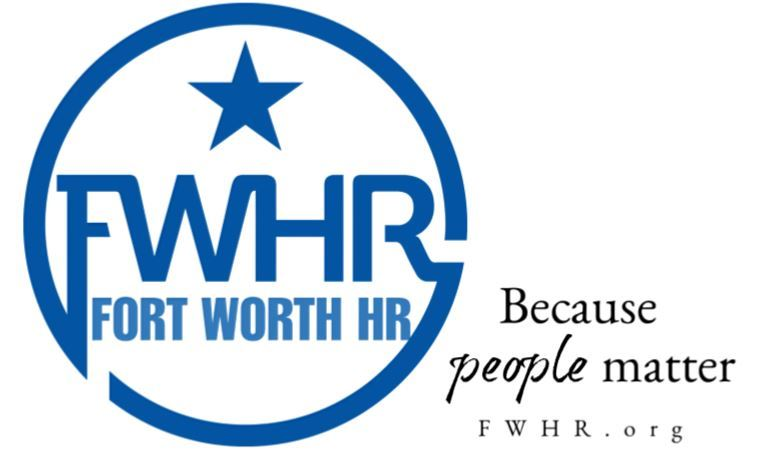 FWHR
FORT WORTH HR
Because
people matter
FWHR.org